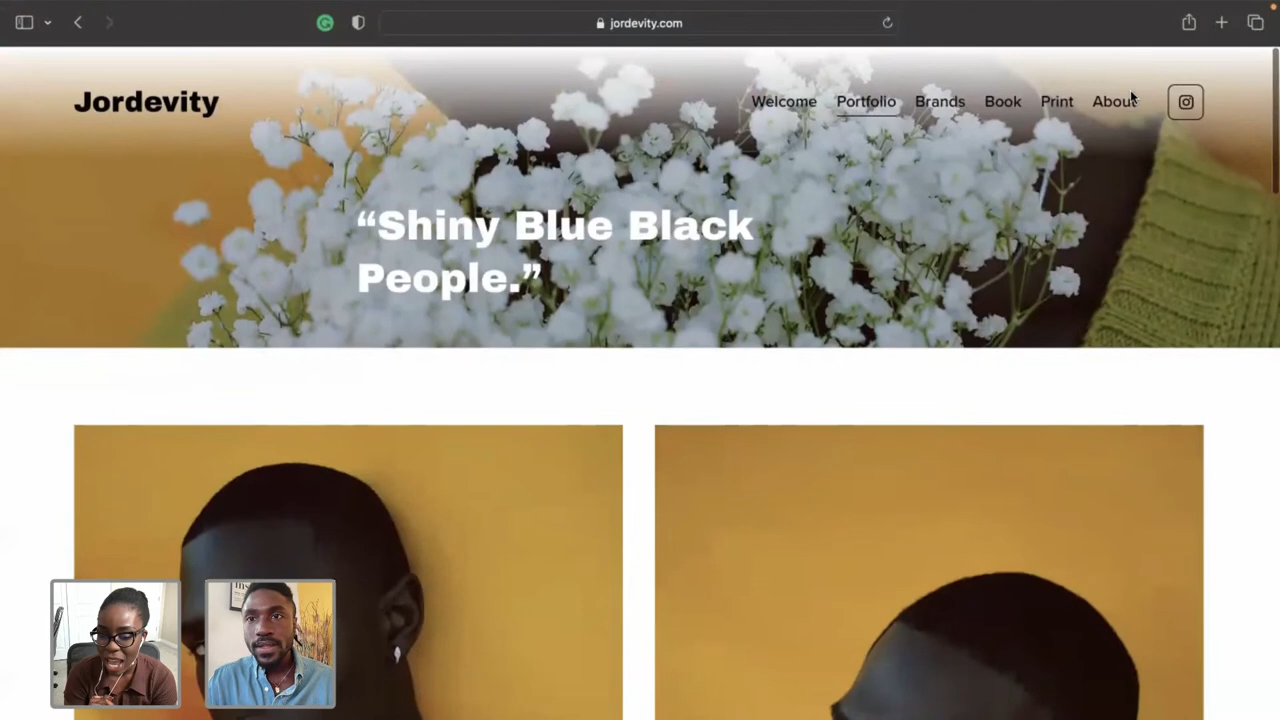 jordevity.com
Jordevity
Welcome Portfolio Brands Book Print About
“Shiny Blue Black
People.”